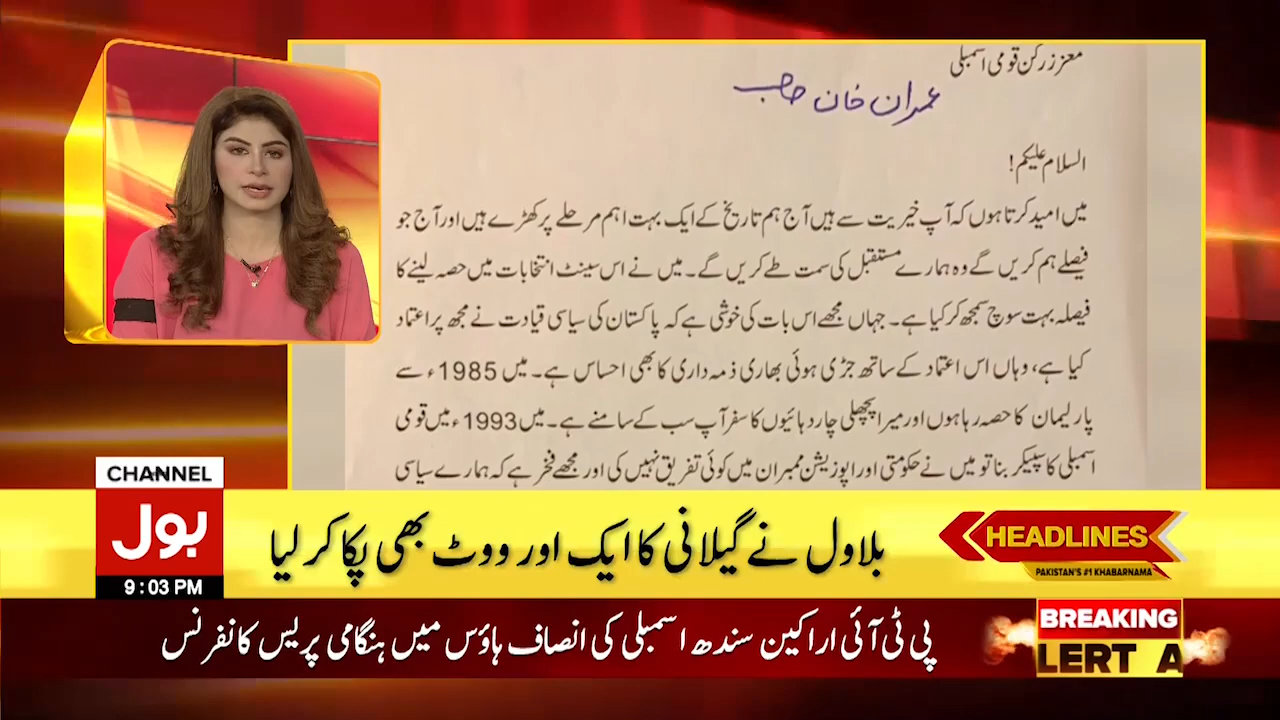 معزز رکن قومی اسمبلی
عمران خان صاحب
السلام علیکم!
میں امید کرتا ہوں کہ آپ خیریت سے ہیں آج ہم تاریخ کے ایک بہت اہم مرحلے پر کھڑے ہیں اور آج جو
فیصلے ہم کریں گے وہ ہمارے مستقبل کی سمت طے کریں گے۔ میں نے اس سینٹ انتخابات میں حصہ لینے کا
فیصلہ بہت سوچ سمجھ کر کیا ہے۔ جہاں مجھے اس بات کی خوشی ہے کہ پاکستان کی سیاسی قیادت نے مجھ پر اعتماد
کیا ہے، وہاں اس اعتماد کے ساتھ جڑی ہوئی بھاری ذمہ داری کا بھی احساس ہے۔ میں 1985ء سے
پارلیمان کا حصہ رہا ہوں اور میرا پچھلی چار دہائیوں کا سفر آپ سب کے سامنے ہے۔ میں 1993ء میں قومی
اسمبلی کا سپیکر بنا تو میں نے حکومتی اور اپوزیشن ممبران میں کوئی تفریق نہیں کی اور مجھے فخر ہے کہ ہمارے سیاسی
CHANNEL
بول
9:03 PM
بلاول نے گیلانی کا ایک اور ووٹ بھی پکا کر لیا
HEADLINES
PAKISTAN'S #1 KHABARNAMA
پی ٹی آئی اراکین سندھ اسمبلی کی انصاف ہاؤس میں ہنگامی پریس کانفرنس
BREAKING
LERT A